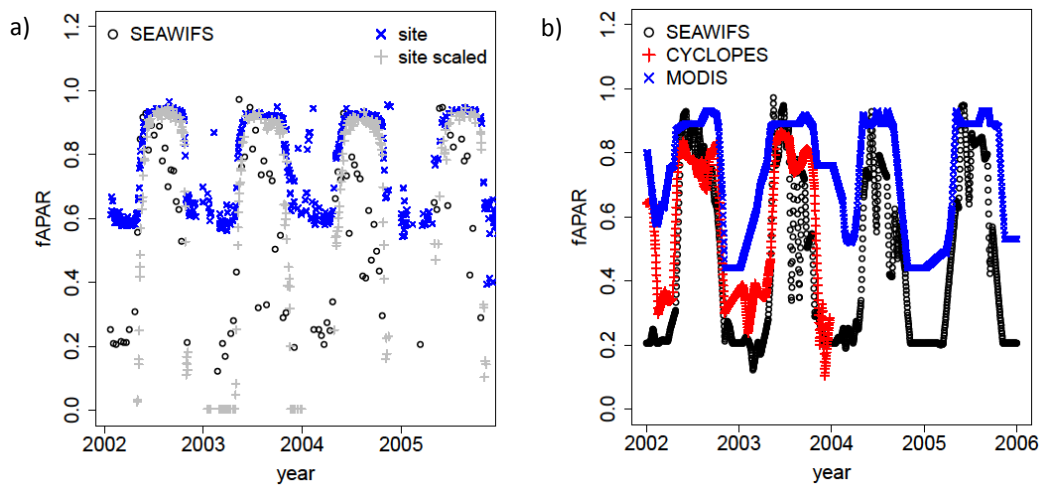 a)
SEAWIFS
site
site scaled
fAPAR
0.0 0.2 0.4 0.6 0.8 1.0 1.2
2002 2003 2004 2005
year
b)
SEAWIFS
CYCLOPES
MODIS
fAPAR
0.0 0.2 0.4 0.6 0.8 1.0 1.2
2002 2003 2004 2005 2006
year